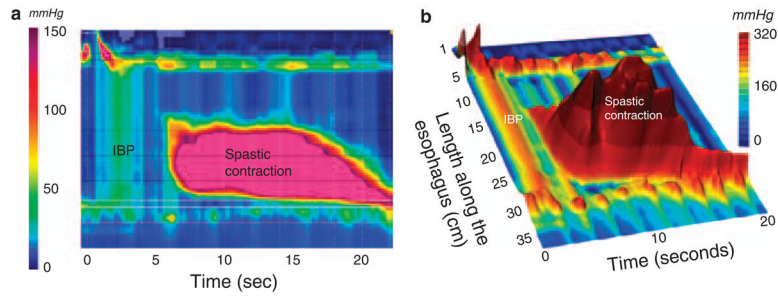 a
mmHg
150
100
50
0
IBP
Spastic
contraction
0
5
10
15
20
Time (sec)
b
mmHg
320
160
0
1
5
10
15
20
25
30
35
Length along the
esophagus (cm)
IBP
Spastic
contraction
0
10
20
Time (seconds)